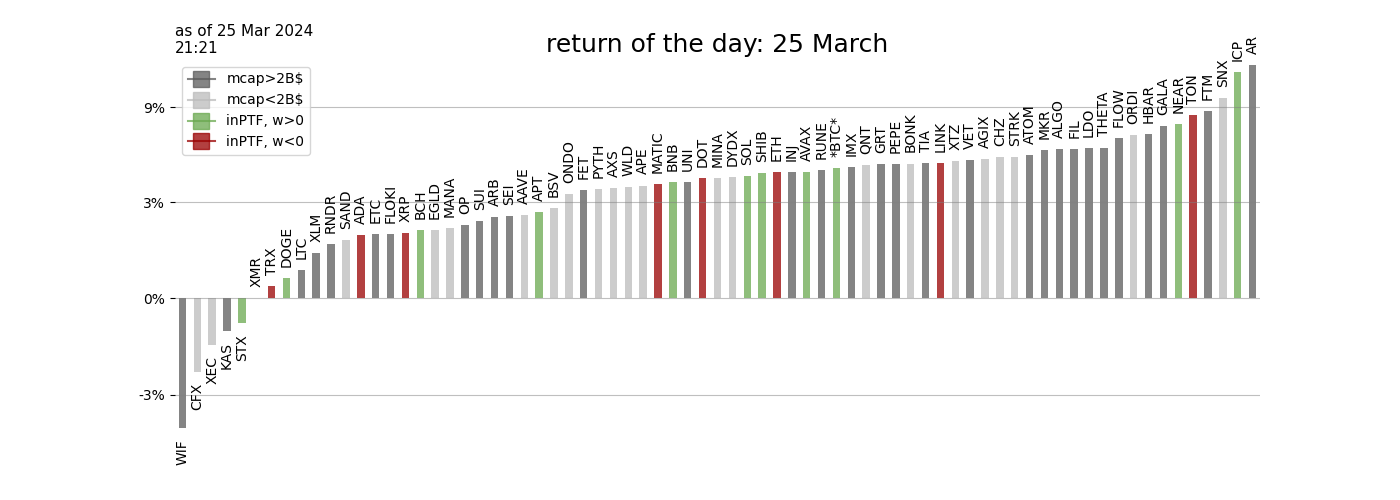 as of 25 Mar 2024
21:21
return of the day: 25 March
mcap>2B$
mcap<2B$
inPTF, w>0
inPTF, w<0
9%
3%
0%
-3%
WIF
CFX
XEC
KAS
STX
XMR
TRX
DOGE
LTC
XLM
RNDR
SAND
ADA
ETC
FLOKI
XRP
BCH
EGLD
MANA
OP
SUI
ARB
SEI
AAVE
APT
BSV
ONDO
FET
PYTH
AXS
WLD
APE
MATIC
BNB
UNI
DOT
MINA
DYDX
SOL
SHIB
ETH
INJ
AVAX
RUNE
*BTC*
IMX
QNT
GRT
PEPE
BONK
TIA
LINK
XTZ
VET
AGIX
CHZ
STRK
ATOM
MKR
ALGO
FIL
LDO
THETA
FLOW
ORDI
HBAR
GALA
NEAR
TON
FTM
SNX
ICP
AR